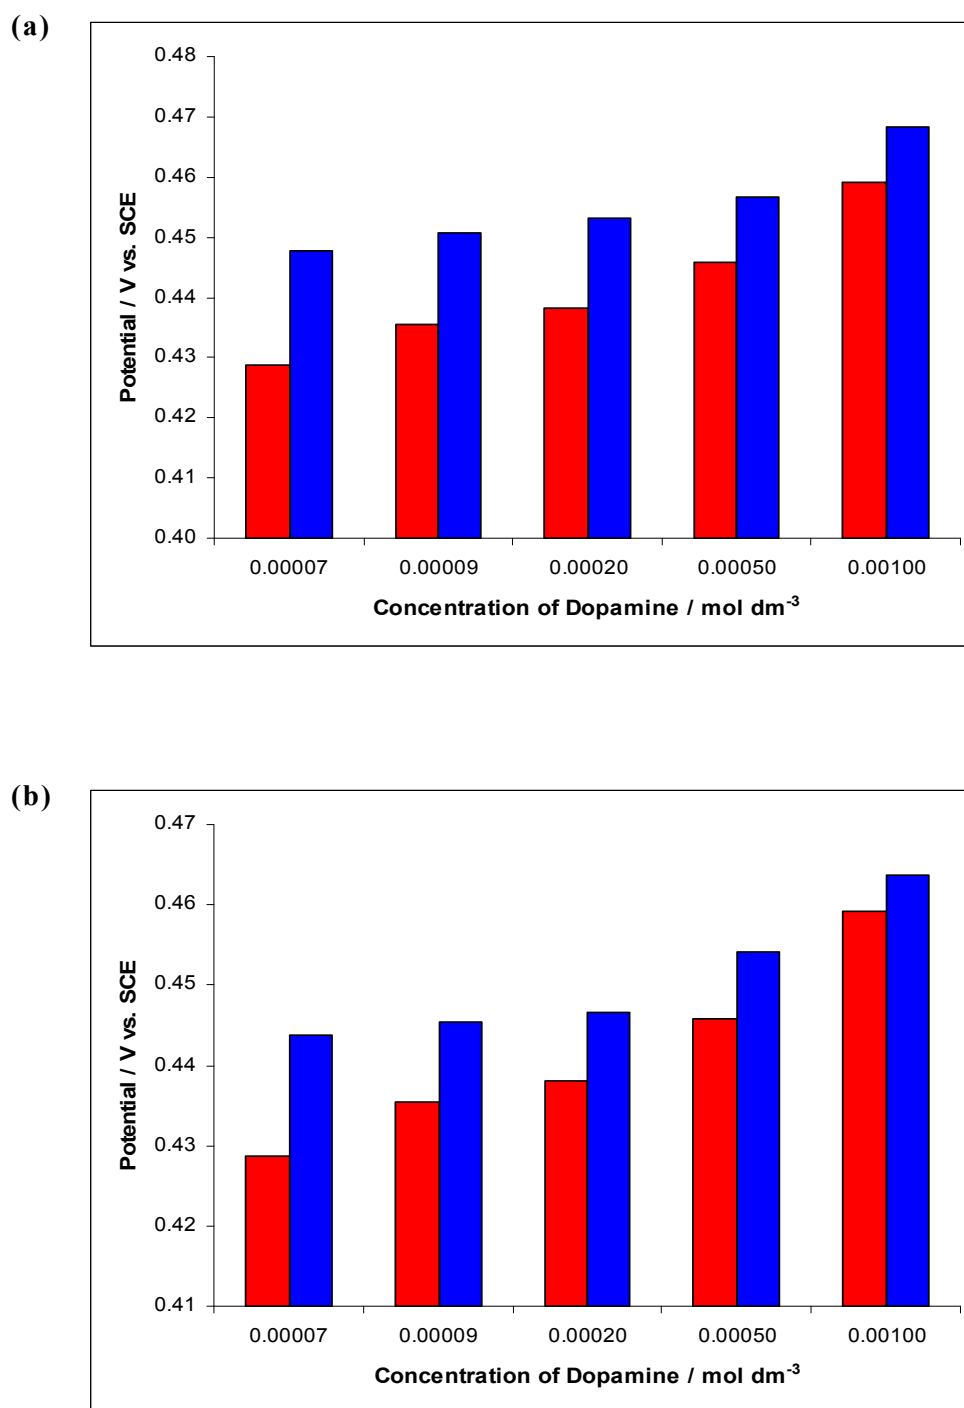 (a)
0.48
0.47
0.46
0.45
0.44
0.43
0.42
0.41
0.40
Potential / V vs. SCE
0.00007 0.00009 0.00020 0.00050 0.00100
Concentration of Dopamine / mol dm⁻³
(b)
0.47
0.46
0.45
0.44
0.43
0.42
0.41
Potential / V vs. SCE
0.00007 0.00009 0.00020 0.00050 0.00100
Concentration of Dopamine / mol dm⁻³